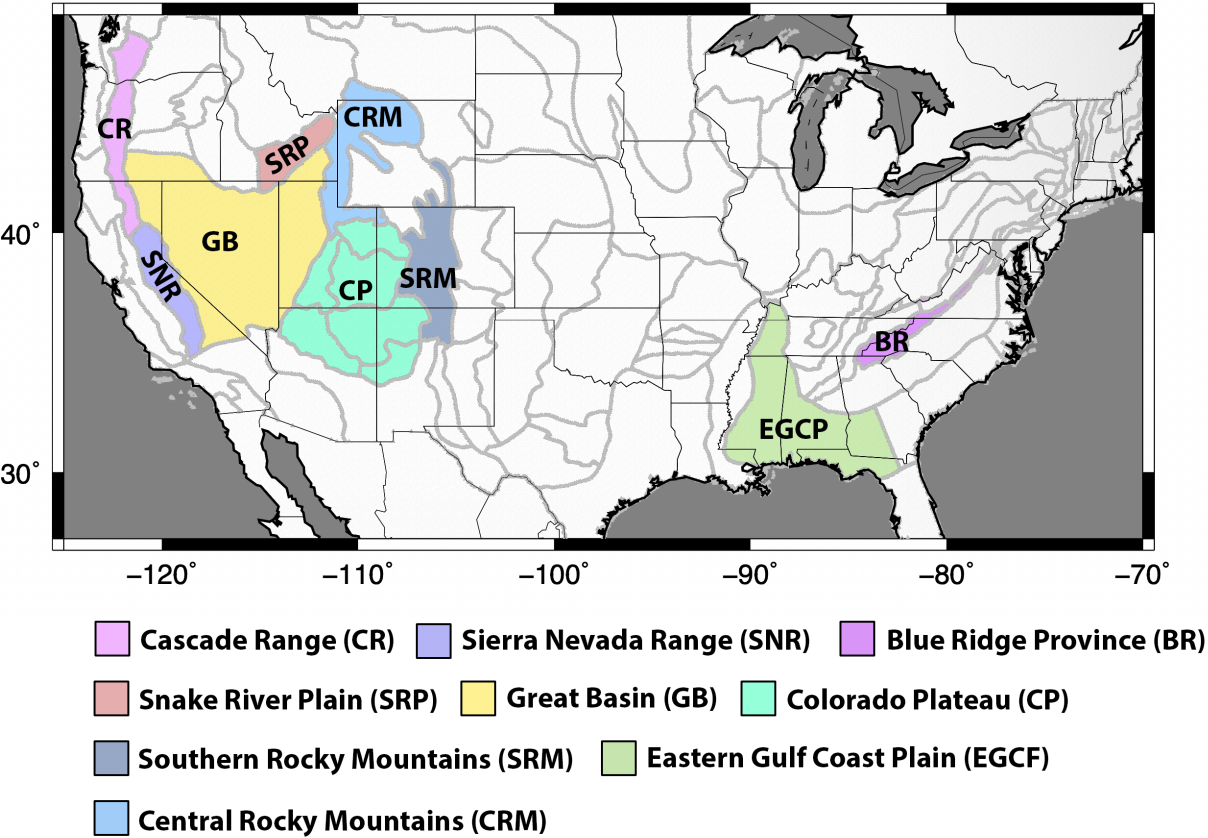 CR
CRM
SRP
40°
GB
SNR
CP
SRM
BR
EGCP
30°
−120° −110° −100° −90° −80° −70°
Cascade Range (CR) Sierra Nevada Range (SNR) Blue Ridge Province (BR)
Snake River Plain (SRP) Great Basin (GB) Colorado Plateau (CP)
Southern Rocky Mountains (SRM) Eastern Gulf Coast Plain (EGCF)
Central Rocky Mountains (CRM)